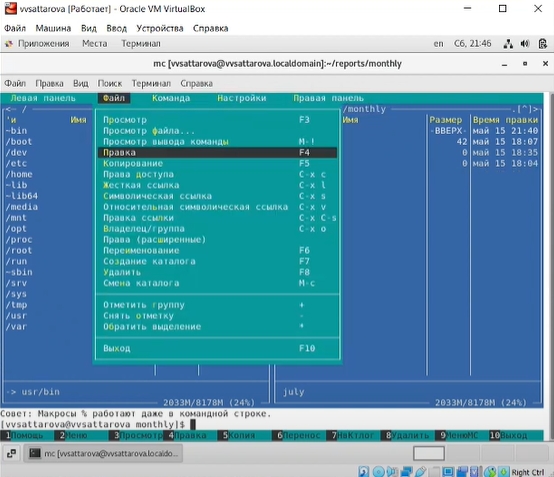 vvsattarova [Работает] - Oracle VM VirtualBox
Файл Машина Вид Ввод Устройства Справка
Приложения Места Терминал en Сб, 21:46
mc [vvsattarova@vvsattarova.localdomain]:~/reports/monthly
Файл Правка Вид Поиск Терминал Справка
Левая панель Файл Команда Настройки Правая панель
<- / /monthly .[^]>
'и Имя Имя Размер Время правки
~bin Просмотр F3 -ВВЕРХ- май 15 21:40
/boot Просмотр файла... 42 май 15 18:07
/dev Просмотр вывода команды M-! 0 май 15 18:35
/etc Правка F4 0 май 15 18:04
Копирование F5
/home Права доступа C-x c
~lib Жесткая ссылка C-x l
~lib64 Символическая ссылка C-x s
/media Относительная символическая ссылка C-x v
/mnt Правка ссылки C-x C-s
/opt Владелец/группа C-x o
/proc Права (расширенные)
/root Переименование F6
/run Создание каталога F7
~sbin Удалить F8
/srv Смена каталога M-c
/sys
/tmp Отметить группу +
/usr Снять отметку -
/var Обратить выделение *
Выход F10
-> usr/bin july
2033M/8178M (24%) 2033M/8178M (24%)
Совет: Макросы % работают даже в командной строке.
[vvsattarova@vvsattarova monthly]$
1Помощь 2Меню 3Просмотр 4Правка 5Копия 6Перенос 7НвКтлог 8Удалить 9МенюMC 10Выход
mc [vvsattarova@vvsattarova.localdo...
Right Ctrl